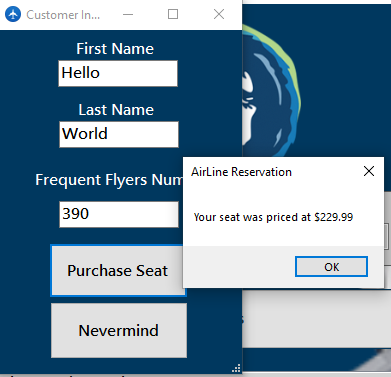 Customer In...
First Name
Hello
Last Name
World
Frequent Flyers Num
390
Purchase Seat
Nevermind
AirLine Reservation
Your seat was priced at $229.99
OK